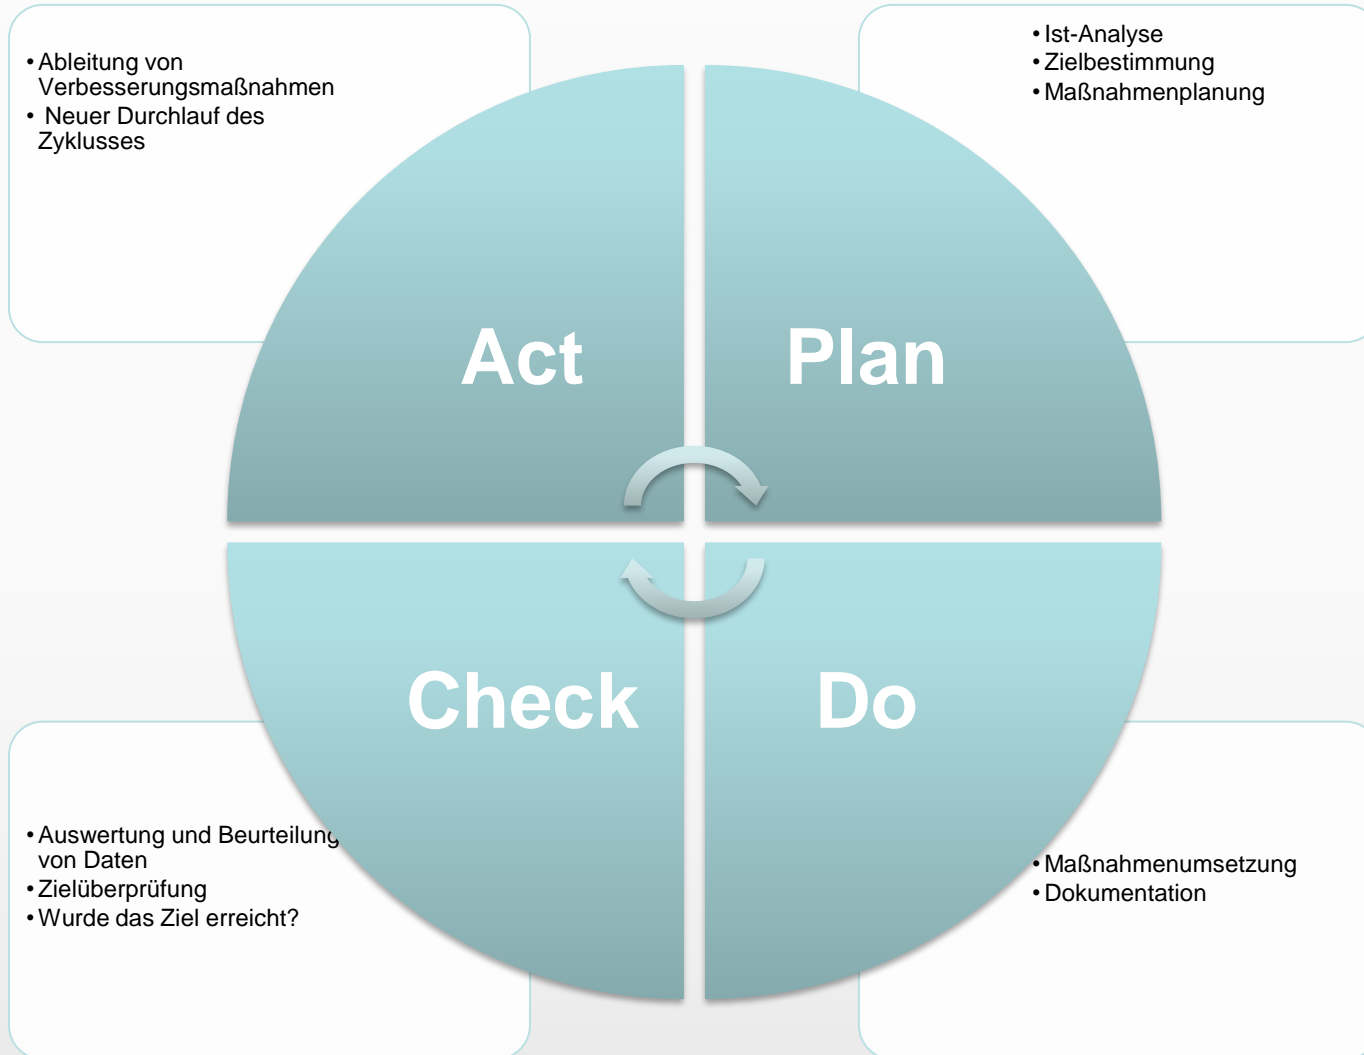 • Ableitung von
Verbesserungsmaßnahmen
• Neuer Durchlauf des
Zyklusses
• Ist-Analyse
• Zielbestimmung
• Maßnahmenplanung
Act
Plan
Check
Do
• Auswertung und Beurteilung
von Daten
• Zielüberprüfung
• Wurde das Ziel erreicht?
• Maßnahmenumsetzung
• Dokumentation